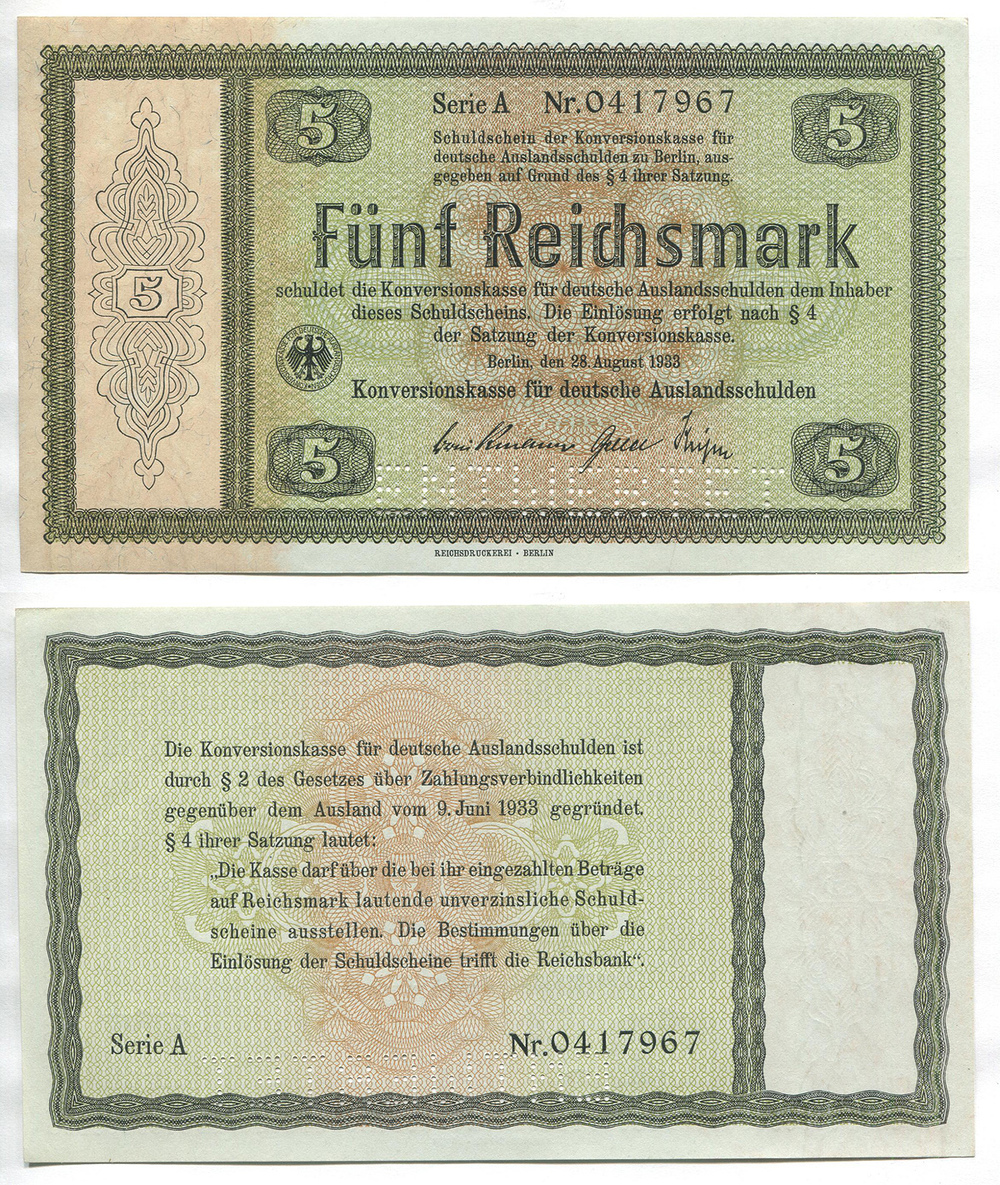 5
5
Serie A Nr.0417967
Schuldschein der Konversionskasse für
deutsche Auslandsschulden zu Berlin, aus-
gegeben auf Grund des § 4 ihrer Satzung.
Fünf Reichsmark
5
schuldet die Konversionskasse für deutsche Auslandsschulden dem Inhaber
dieses Schuldscheins. Die Einlösung erfolgt nach § 4
der Satzung der Konversionskasse.
Berlin, den 28. August 1933
Konversionskasse für deutsche Auslandsschulden
5
5
ENTWERTET
REICHSDRUCKEREI · BERLIN
Die Konversionskasse für deutsche Auslandsschulden ist
durch § 2 des Gesetzes über Zahlungsverbindlichkeiten
gegenüber dem Ausland vom 9. Juni 1933 gegründet.
§ 4 ihrer Satzung lautet:
„Die Kasse darf über die bei ihr eingezahlten Beträge
auf Reichsmark lautende unverzinsliche Schuld-
scheine ausstellen. Die Bestimmungen über die
Einlösung der Schuldscheine trifft die Reichsbank“.
Serie A Nr.0417967